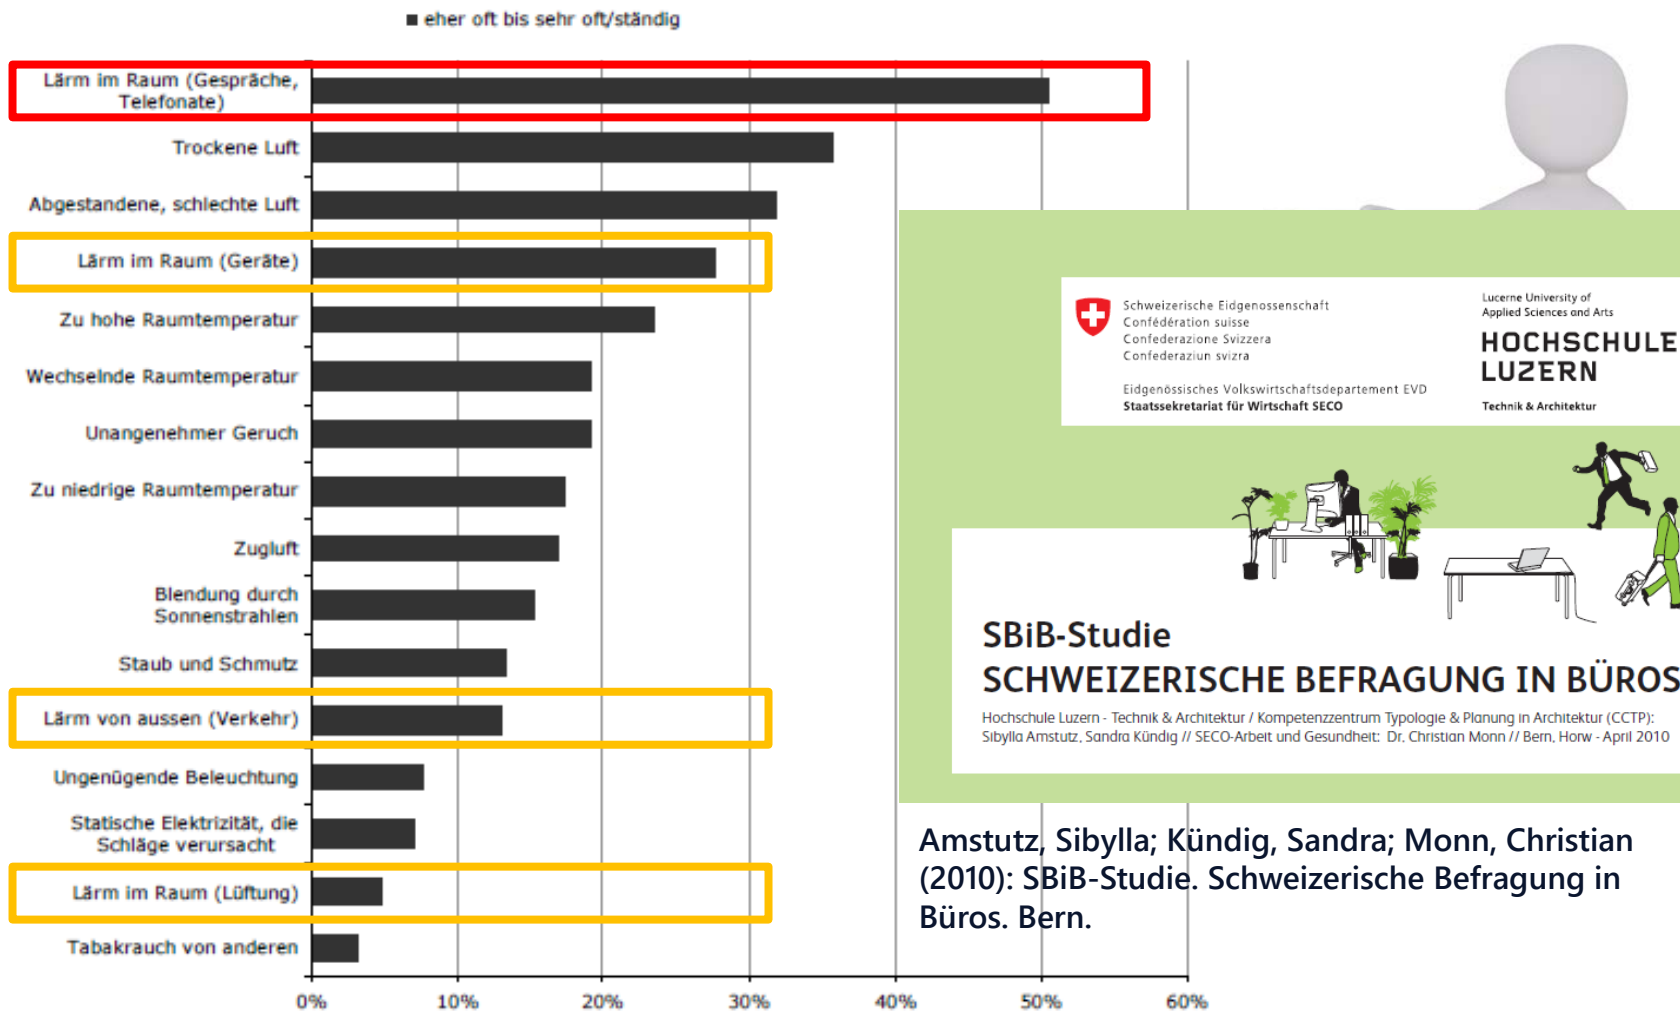 eher oft bis sehr oft/ständig
Lärm im Raum (Gespräche,
Telefonate)
Trockene Luft
Abgestandene, schlechte Luft
Lärm im Raum (Geräte)
Zu hohe Raumtemperatur
Wechselnde Raumtemperatur
Unangenehmer Geruch
Zu niedrige Raumtemperatur
Zugluft
Blendung durch
Sonnenstrahlen
Staub und Schmutz
Lärm von aussen (Verkehr)
Ungenügende Beleuchtung
Statische Elektrizität, die
Schläge verursacht
Lärm im Raum (Lüftung)
Tabakrauch von anderen
0% 10% 20% 30% 40% 50% 60%
Schweizerische Eidgenossenschaft
Confédération suisse
Confederazione Svizzera
Confederaziun svizra
Eidgenössisches Volkswirtschaftsdepartement EVD
Staatssekretariat für Wirtschaft SECO
Lucerne University of
Applied Sciences and Arts
HOCHSCHULE
LUZERN
Technik & Architektur
SBiB-Studie
SCHWEIZERISCHE BEFRAGUNG IN BÜROS
Hochschule Luzern - Technik & Architektur / Kompetenzzentrum Typologie & Planung in Architektur (CCTP):
Sibylla Amstutz, Sandra Kündig // SECO-Arbeit und Gesundheit: Dr. Christian Monn // Bern, Horw - April 2010
Amstutz, Sibylla; Kündig, Sandra; Monn, Christian
(2010): SBiB-Studie. Schweizerische Befragung in
Büros. Bern.